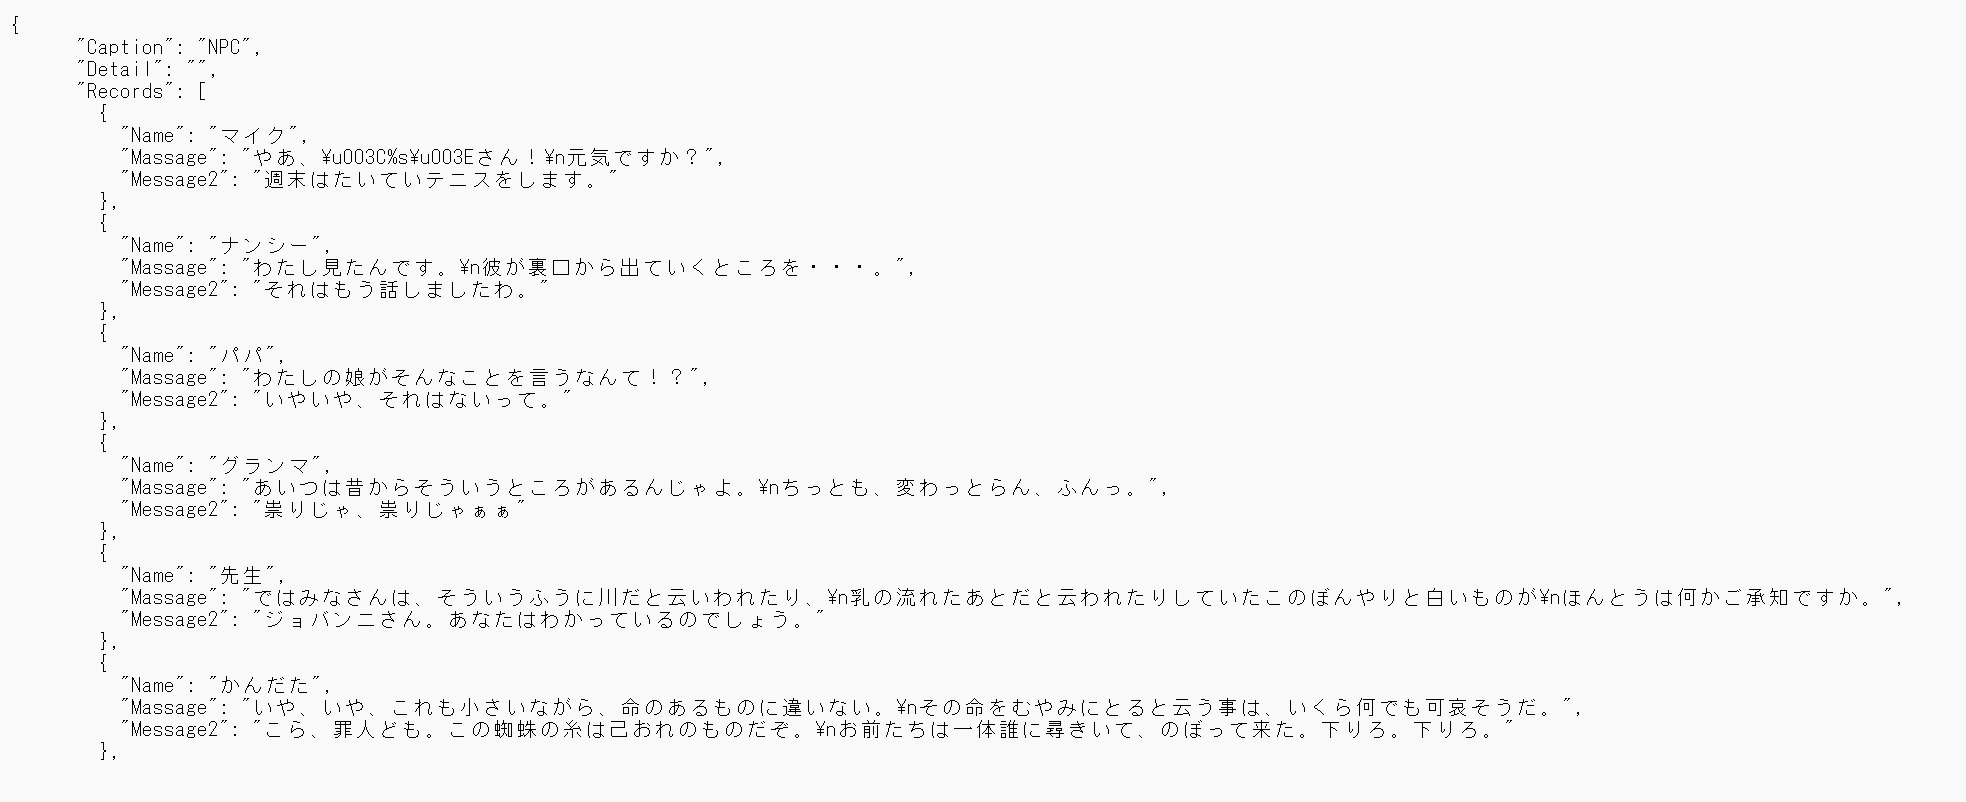 {
"Caption": "NPC",
"Detail": "",
"Records": [
{
"Name": "マイク",
"Massage": "やあ、¥u003C%s¥u003Eさん！¥n元気ですか？",
"Message2": "週末はたいていテニスをします。"
},
{
"Name": "ナンシー",
"Massage": "わたし見たんです。¥n彼が裏口から出ていくところを・・・。",
"Message2": "それはもう話しましたわ。"
},
{
"Name": "パパ",
"Massage": "わたしの娘がそんなことを言うなんて！？",
"Message2": "いやいや、それはないって。"
},
{
"Name": "グランマ",
"Massage": "あいつは昔からそういうところがあるんじゃよ。¥nちっとも、変わっとらん、ふんっ。",
"Message2": "祟りじゃ、祟りじゃぁぁ"
},
{
"Name": "先生",
"Massage": "ではみなさんは、そういうふうに川だと云いわれたり、¥n乳の流れたあとだと云われたりしていたこのぼんやりと白いものが¥nほんとうは何かご承知ですか。",
"Message2": "ジョバンニさん。あなたはわかっているのでしょう。"
},
{
"Name": "かんだた",
"Massage": "いや、いや、これも小さいながら、命のあるものに違いない。¥nその命をむやみにとると云う事は、いくら何でも可哀そうだ。",
"Message2": "こら、罪人ども。この蜘蛛の糸は己おれのものだぞ。¥nお前たちは一体誰に尋きいて、のぼって来た。下りろ。下りろ。"
},